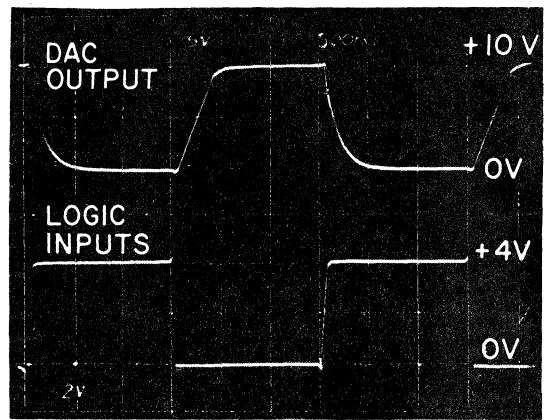 5V
+10 V
DAC
OUTPUT
0V
LOGIC
INPUTS
+4V
0V
2V